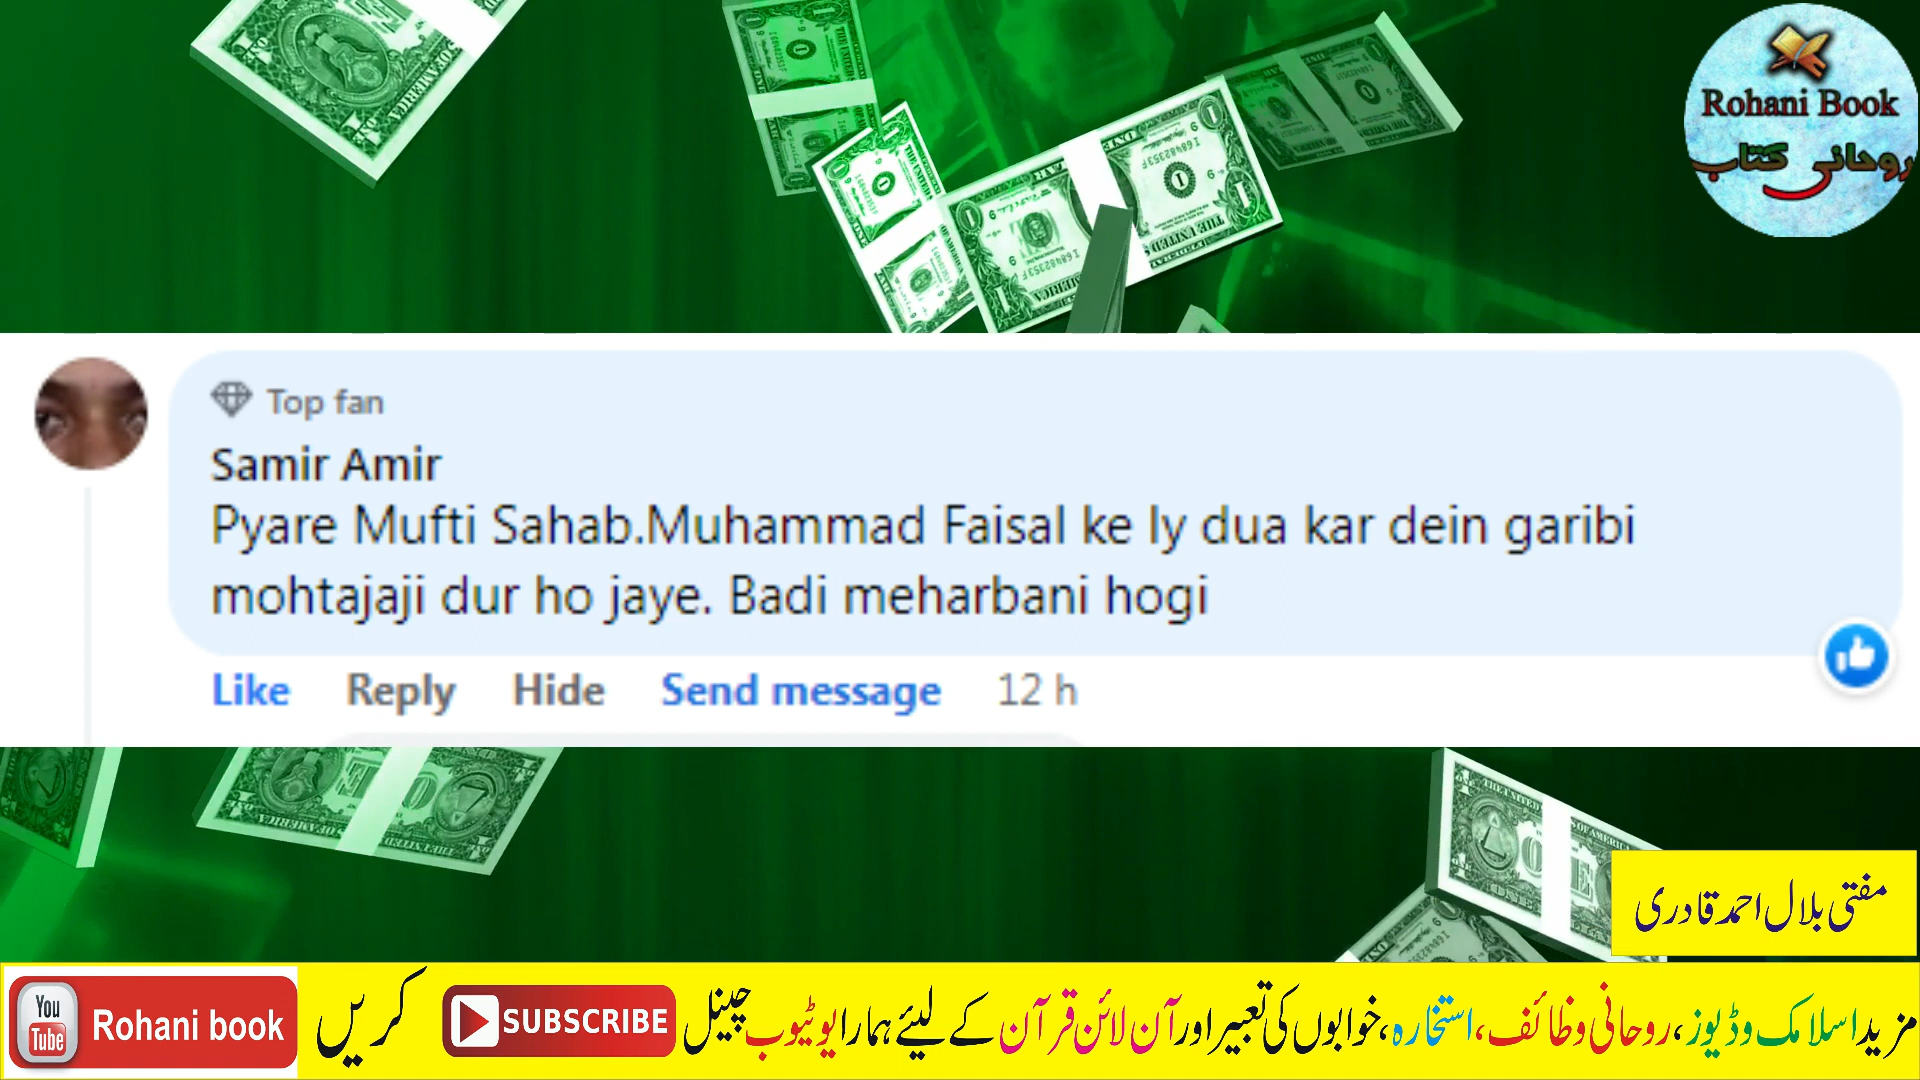 Rohani Book
روحانی کتاب
Top fan
Samir Amir
Pyare Mufti Sahab.Muhammad Faisal ke ly dua kar dein garibi
mohtajaji dur ho jaye. Badi meharbani hogi
Like Reply Hide Send message 12 h
مفتی بلال احمد قادری
مزید اسلامک وڈیوز، روحانی وظائف، استخارہ، خوابوں کی تعبیر اور آن لائن قرآن کے لیئے ہمارا یوٹیوب چینل SUBSCRIBE کریں
You Tube Rohani book